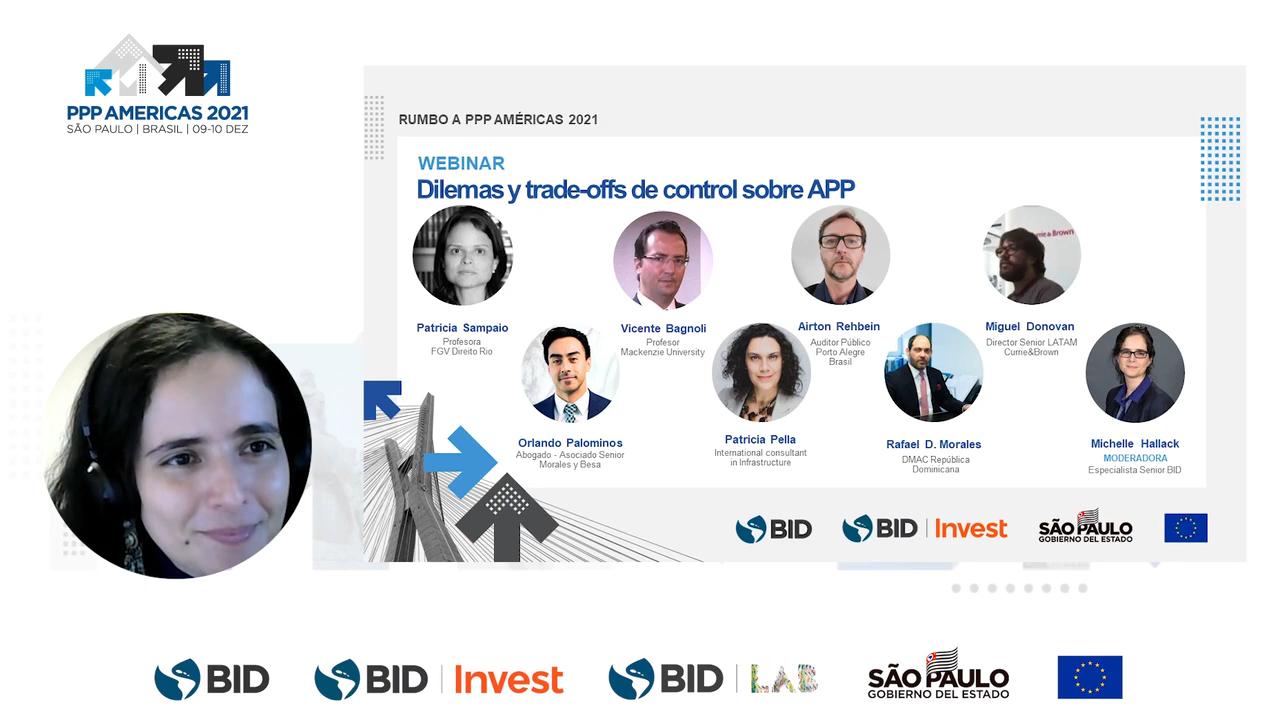 PPP AMERICAS 2021
SÃO PAULO | BRASIL | 09-10 DEZ
RUMBO A PPP AMÉRICAS 2021
WEBINAR
Dilemas y trade-offs de control sobre APP
Patricia Sampaio
Profesora
FGV Direito Rio
Vicente Bagnoli
Profesor
Mackenzie University
Airton Rehbein
Auditor Público
Porto Alegre
Brasil
Miguel Donovan
Director Senior LATAM
Currie&Brown
Orlando Palominos
Abogado - Asociado Senior
Morales y Besa
Patricia Pella
International consultant
in Infrastructure
Rafael D. Morales
DMAC República
Dominicana
Michelle Hallack
MODERADORA
Especialista Senior BID
BID
BID | Invest
SÃO PAULO
GOBIERNO DEL ESTADO
BID
BID | Invest
BID | LAB
SÃO PAULO
GOBIERNO DEL ESTADO